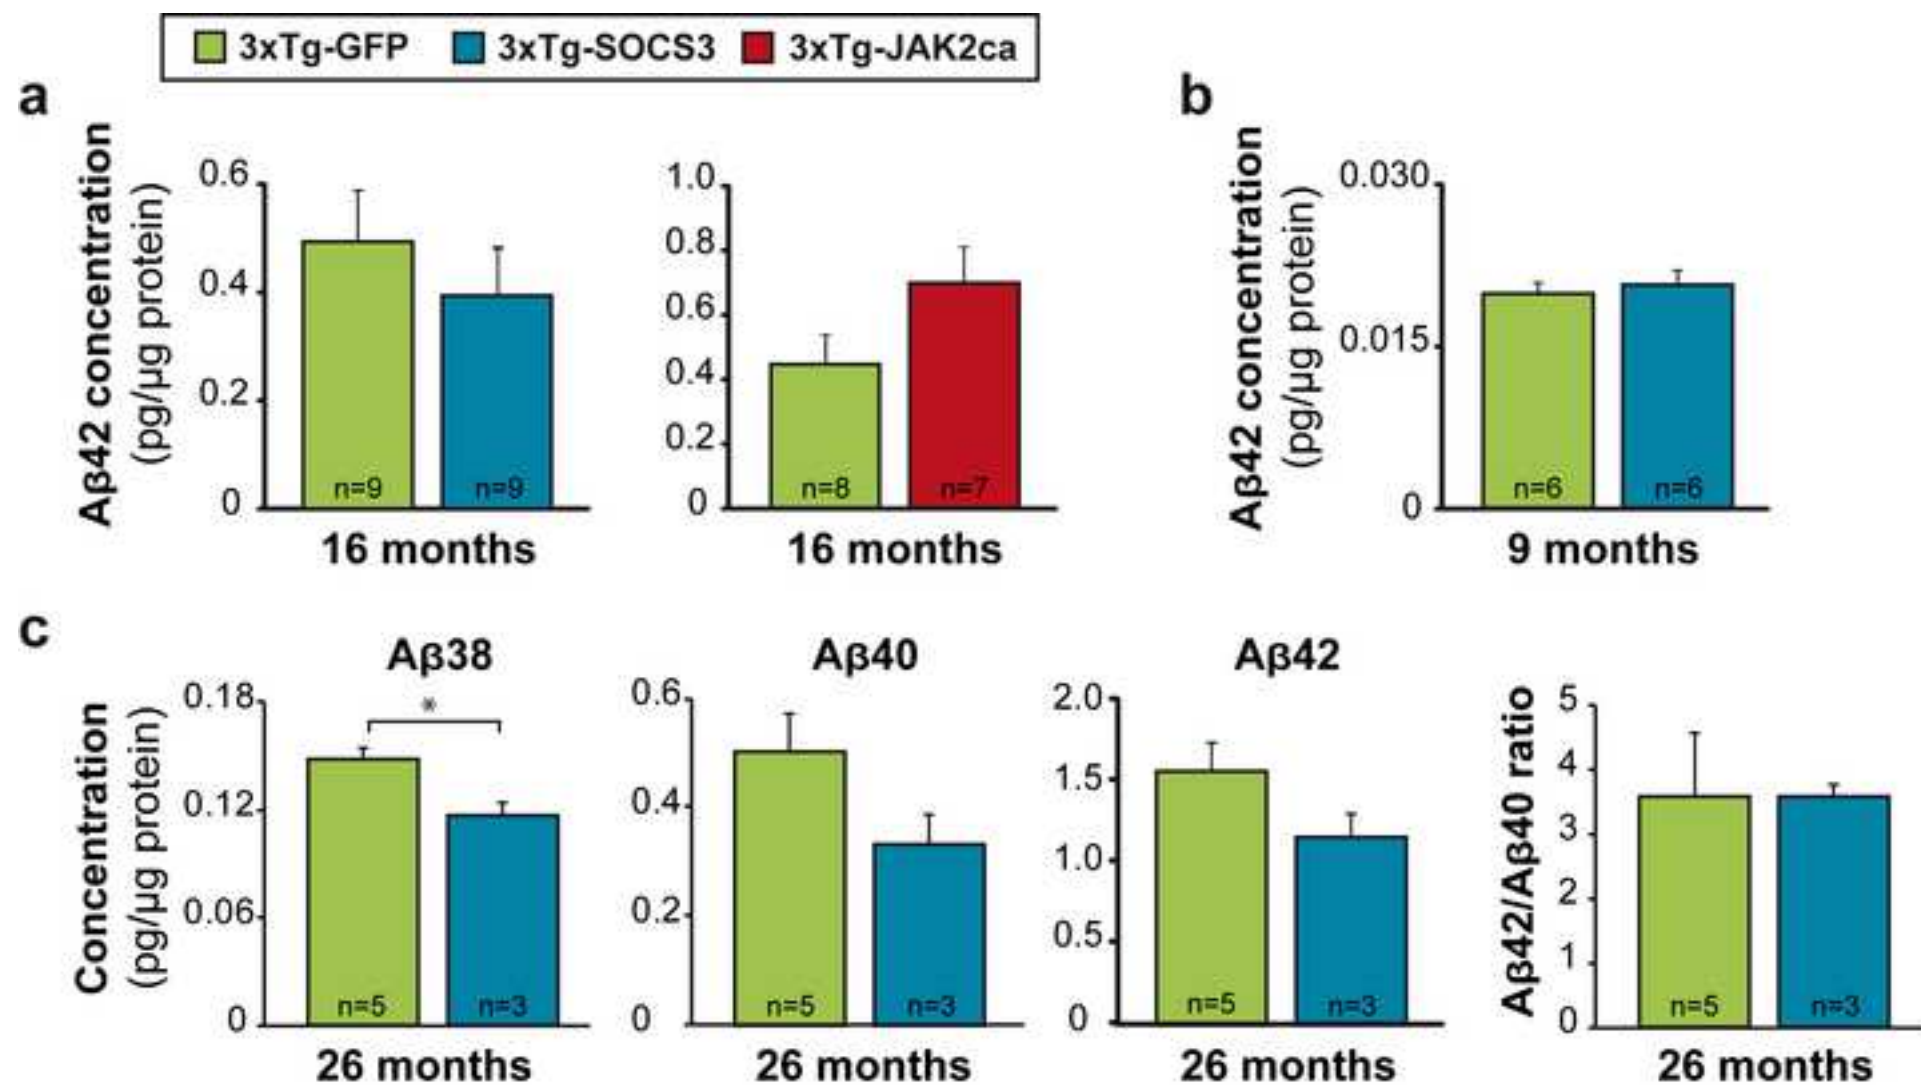 3xTg-GFP 3xTg-SOCS3 3xTg-JAK2ca
a
Aβ42 concentration
(pg/µg protein)
0.6
0.4
0.2
0
n=9 n=9
16 months
1.0
0.8
0.6
0.4
0.2
0
n=8 n=7
16 months
b
Aβ42 concentration
(pg/µg protein)
0.030
0.015
0
n=6 n=6
9 months
c
Concentration
(pg/µg protein)
Aβ38
0.18
0.12
0.06
0
*
n=5 n=3
26 months
Aβ40
0.6
0.4
0.2
0
n=5 n=3
26 months
Aβ42
2.0
1.5
1.0
0.5
0
n=5 n=3
26 months
Aβ42/Aβ40 ratio
5
4
3
2
1
0
n=5 n=3
26 months